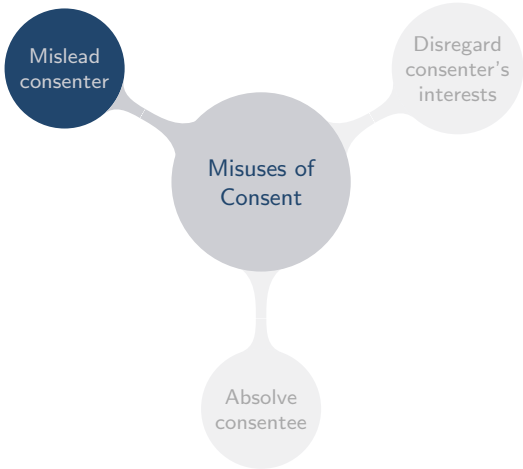 Mislead
consenter
Disregard
consenter's
interests
Misuses of
Consent
Absolve
consentee